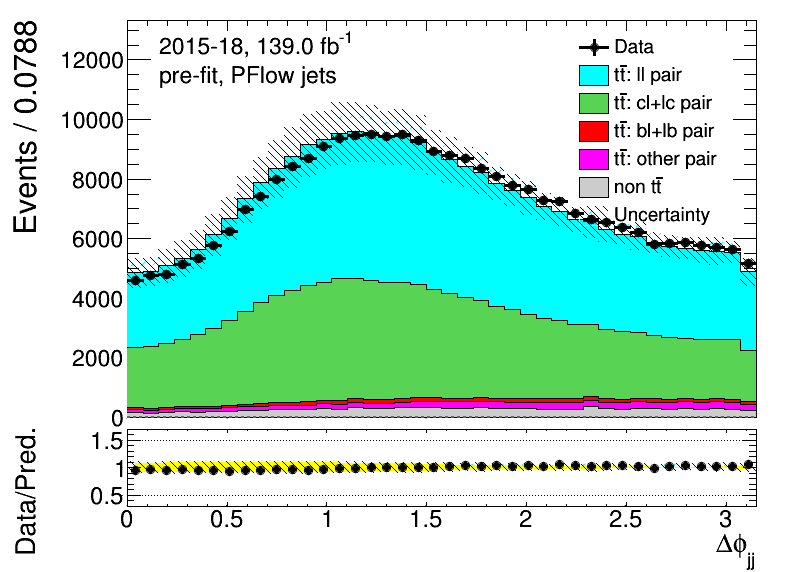 Events / 0.0788
2015-18, 139.0 fb⁻¹
pre-fit, PFlow jets
Data
tt̄: ll pair
tt̄: cl+lc pair
tt̄: bl+lb pair
tt̄: other pair
non tt̄
Uncertainty
12000
10000
8000
6000
4000
2000
0
Data/Pred.
1.5
1
0.5
0 0.5 1 1.5 2 2.5 3
Δϕjj